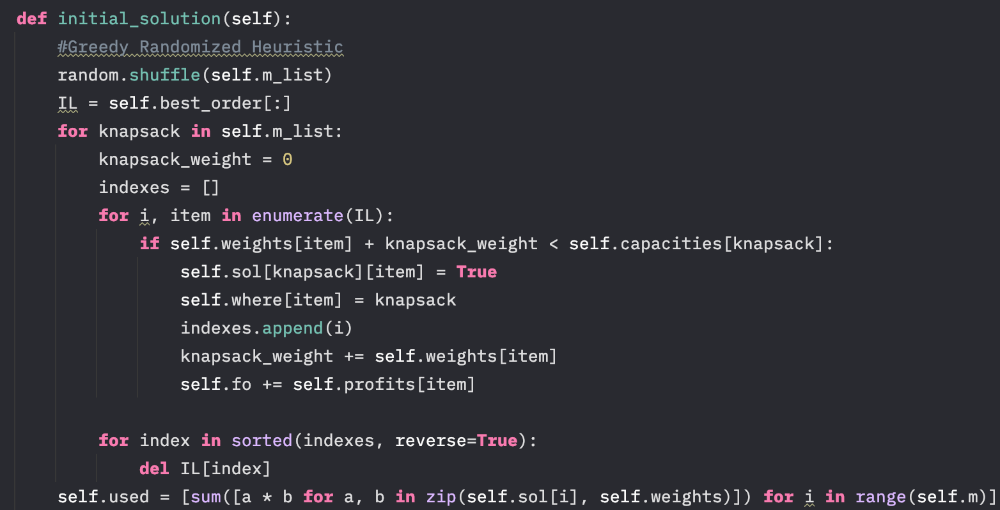 def initial_solution(self):
    #Greedy Randomized Heuristic
    random.shuffle(self.m_list)
    IL = self.best_order[:]
    for knapsack in self.m_list:
        knapsack_weight = 0
        indexes = []
        for i, item in enumerate(IL):
            if self.weights[item] + knapsack_weight < self.capacities[knapsack]:
                self.sol[knapsack][item] = True
                self.where[item] = knapsack
                indexes.append(i)
                knapsack_weight += self.weights[item]
                self.fo += self.profits[item]

        for index in sorted(indexes, reverse=True):
            del IL[index]
    self.used = [sum([a * b for a, b in zip(self.sol[i], self.weights)]) for i in range(self.m)]